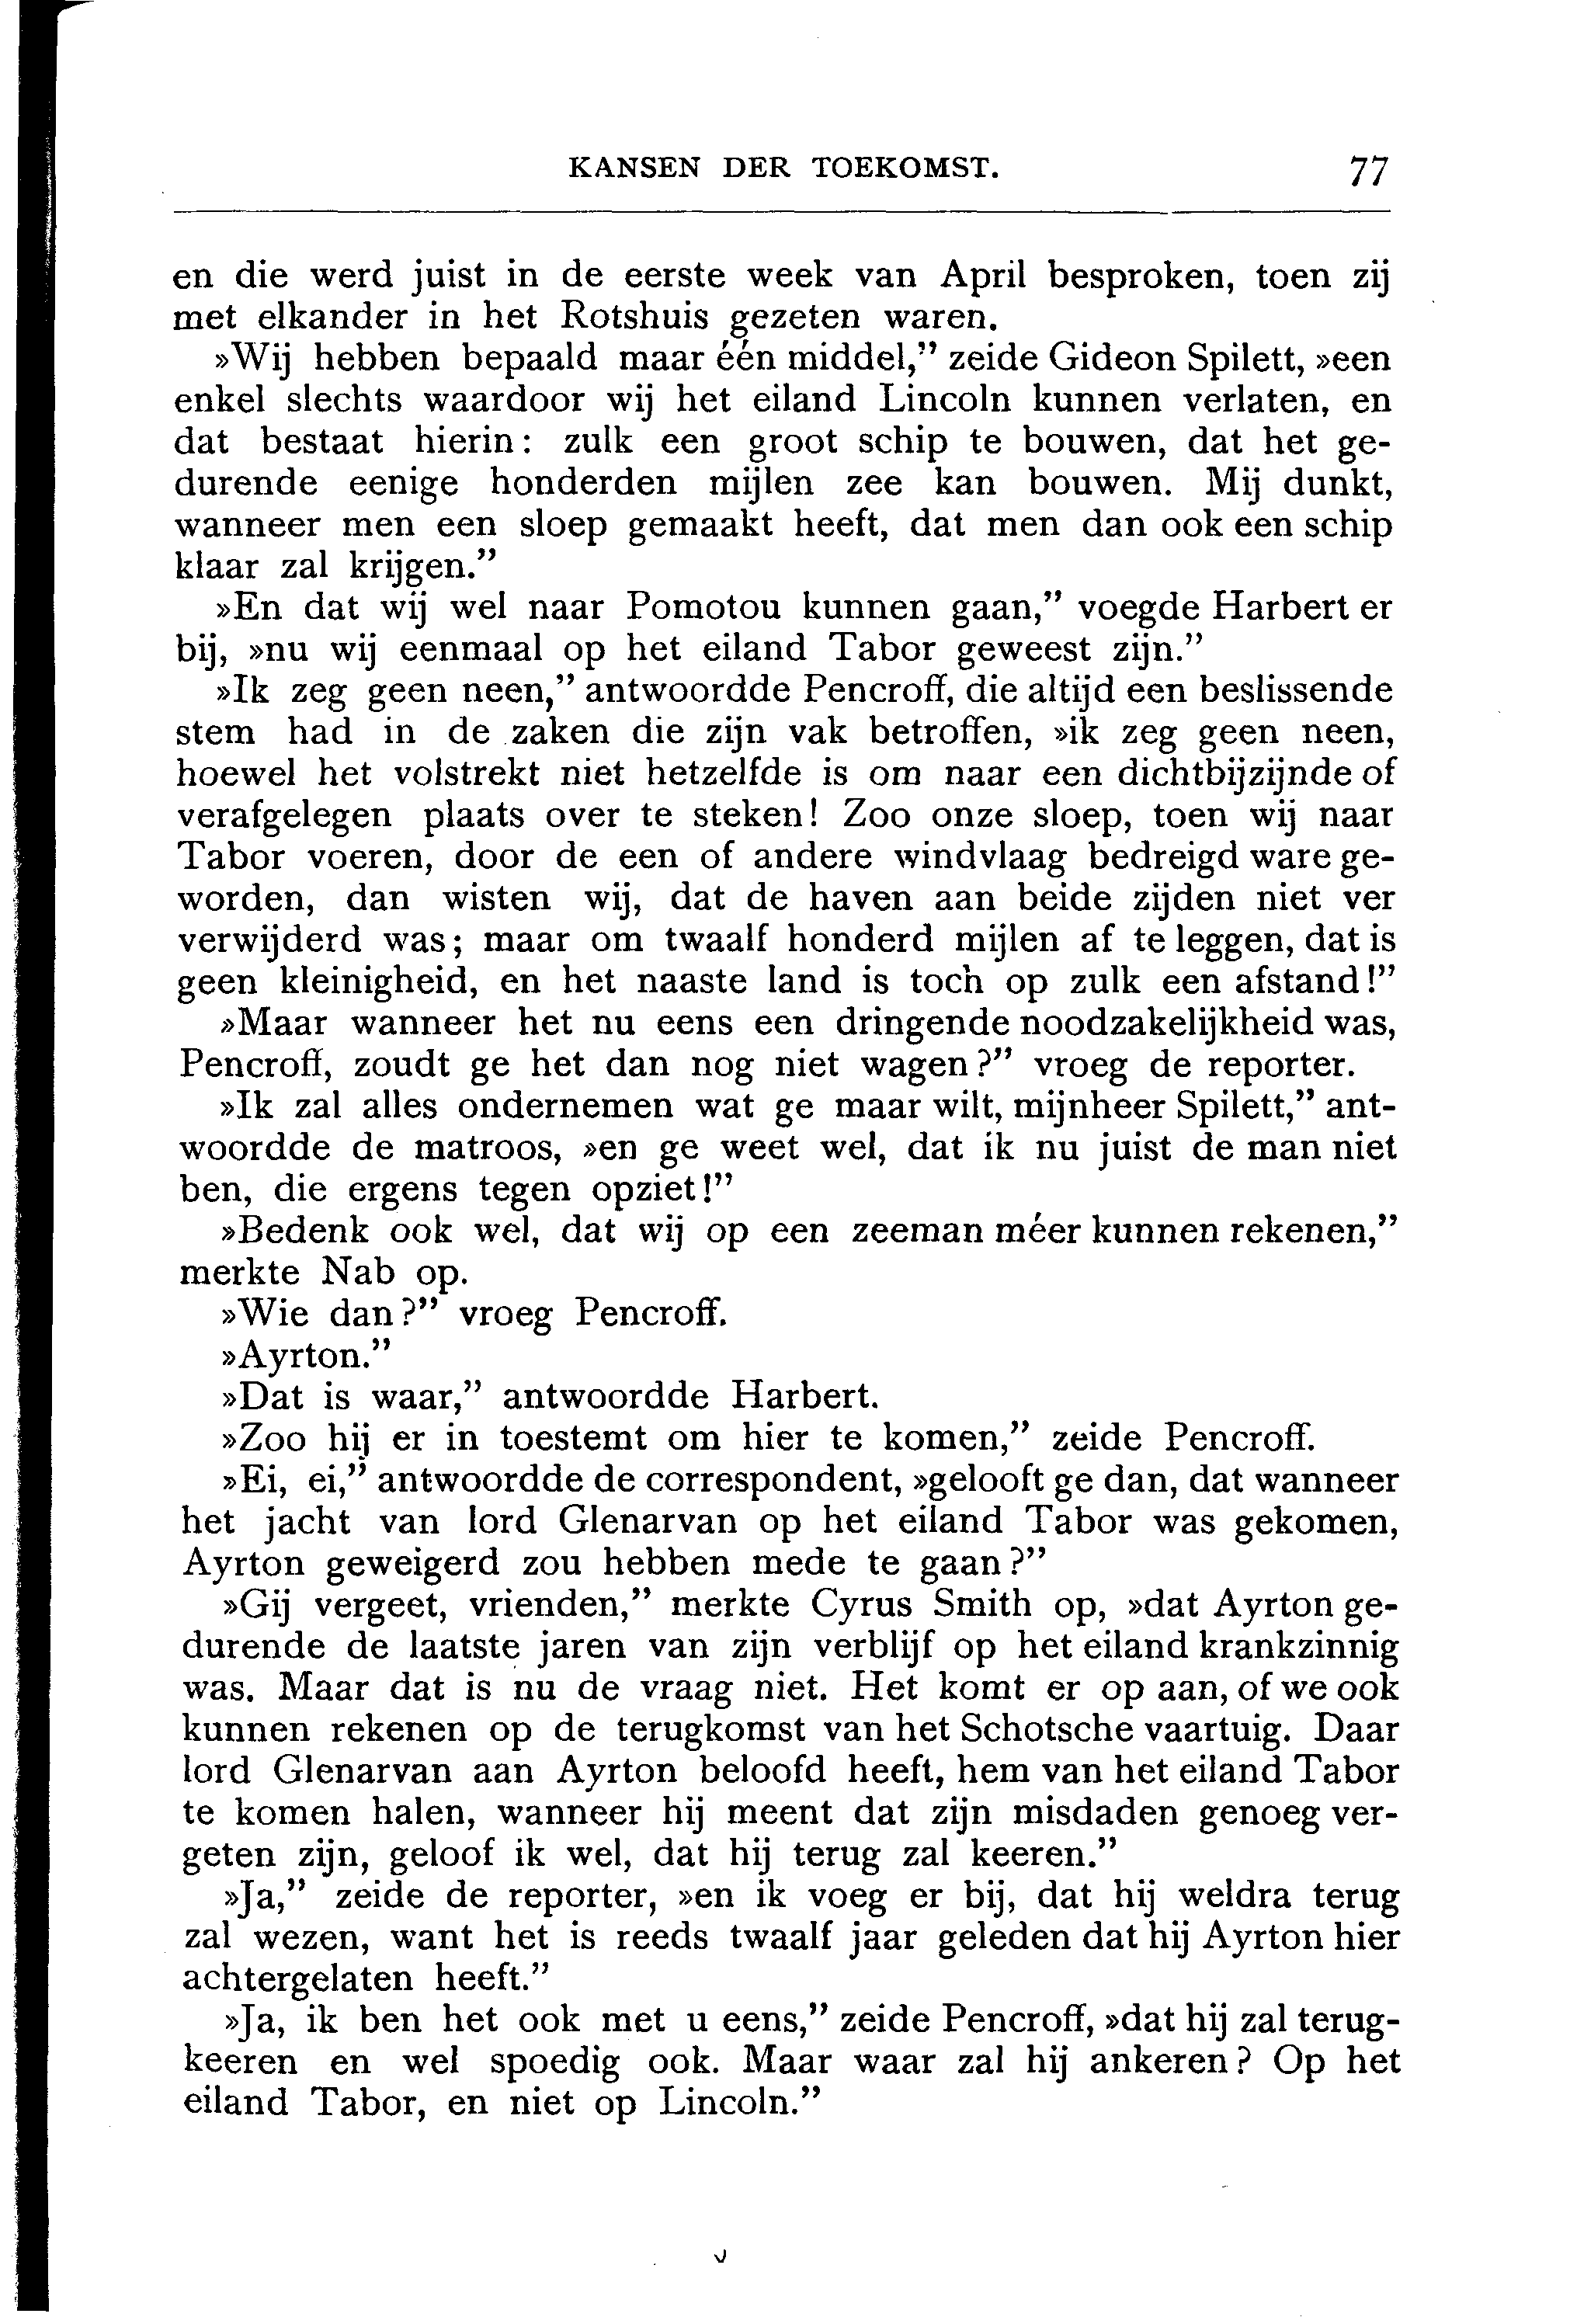 KANSEN DER TOEKOMST. 77
en die werd juist in de eerste week van April besproken, toen zij
met elkander in het Rotshuis gezeten waren.
»Wij hebben bepaald maar één middel,” zeide Gideon Spilett, »een
enkel slechts waardoor wij het eiland Lincoln kunnen verlaten, en
dat bestaat hierin: zulk een groot schip te bouwen, dat het ge-
durende eenige honderden mijlen zee kan bouwen. Mij dunkt,
wanneer men een sloep gemaakt heeft, dat men dan ook een schip
klaar zal krijgen.”
»En dat wij wel naar Pomotou kunnen gaan,” voegde Harbert er
bij, »nu wij eenmaal op het eiland Tabor geweest zijn.”
»Ik zeg geen neen,” antwoordde Pencroff, die altijd een beslissende
stem had in de zaken die zijn vak betroffen, »ik zeg geen neen,
hoewel het volstrekt niet hetzelfde is om naar een dichtbijzijnde of
verafgelegen plaats over te steken! Zoo onze sloep, toen wij naar
Tabor voeren, door de een of andere windvlaag bedreigd ware ge-
worden, dan wisten wij, dat de haven aan beide zijden niet ver
verwijderd was; maar om twaalf honderd mijlen af te leggen, dat is
geen kleinigheid, en het naaste land is toch op zulk een afstand!”
»Maar wanneer het nu eens een dringende noodzakelijkheid was,
Pencroff, zoudt ge het dan nog niet wagen?” vroeg de reporter.
»Ik zal alles ondernemen wat ge maar wilt, mijnheer Spilett,” ant-
woordde de matroos, »en ge weet wel, dat ik nu juist de man niet
ben, die ergens tegen opziet!”
»Bedenk ook wel, dat wij op een zeeman méer kunnen rekenen,”
merkte Nab op.
»Wie dan?” vroeg Pencroff.
»Ayrton.”
»Dat is waar,” antwoordde Harbert.
»Zoo hij er in toestemt om hier te komen,” zeide Pencroff.
»Ei, ei,” antwoordde de correspondent, »gelooft ge dan, dat wanneer
het jacht van lord Glenarvan op het eiland Tabor was gekomen,
Ayrton geweigerd zou hebben mede te gaan?”
»Gij vergeet, vrienden,” merkte Cyrus Smith op, »dat Ayrton ge-
durende de laatste jaren van zijn verblijf op het eiland krankzinnig
was. Maar dat is nu de vraag niet. Het komt er op aan, of we ook
kunnen rekenen op de terugkomst van het Schotsche vaartuig. Daar
lord Glenarvan aan Ayrton beloofd heeft, hem van het eiland Tabor
te komen halen, wanneer hij meent dat zijn misdaden genoeg ver-
geten zijn, geloof ik wel, dat hij terug zal keeren.”
»Ja,” zeide de reporter, »en ik voeg er bij, dat hij weldra terug
zal wezen, want het is reeds twaalf jaar geleden dat hij Ayrton hier
achtergelaten heeft.”
»Ja, ik ben het ook met u eens,” zeide Pencroff, »dat hij zal terug-
keeren en wel spoedig ook. Maar waar zal hij ankeren? Op het
eiland Tabor, en niet op Lincoln.”